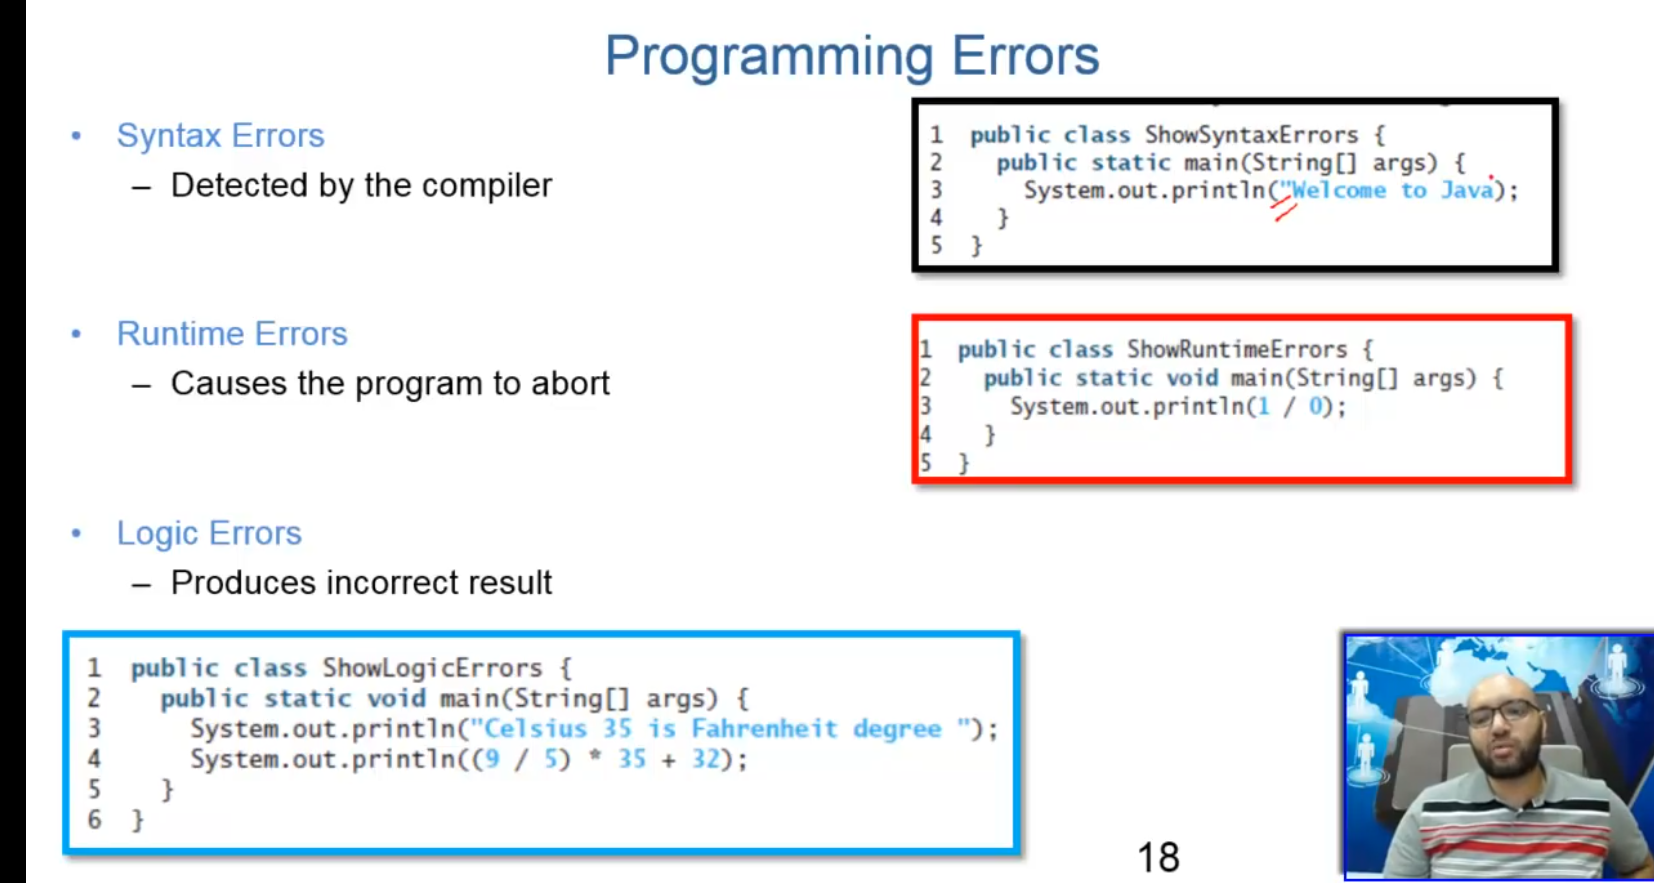 Programming Errors
• Syntax Errors
– Detected by the compiler
1 public class ShowSyntaxErrors {
2 public static main(String[] args) {
3 System.out.println("Welcome to Java);
4 }
5 }
• Runtime Errors
– Causes the program to abort
1 public class ShowRuntimeErrors {
2 public static void main(String[] args) {
3 System.out.println(1 / 0);
4 }
5 }
• Logic Errors
– Produces incorrect result
1 public class ShowLogicErrors {
2 public static void main(String[] args) {
3 System.out.println("Celsius 35 is Fahrenheit degree ");
4 System.out.println((9 / 5) * 35 + 32);
5 }
6 }
18